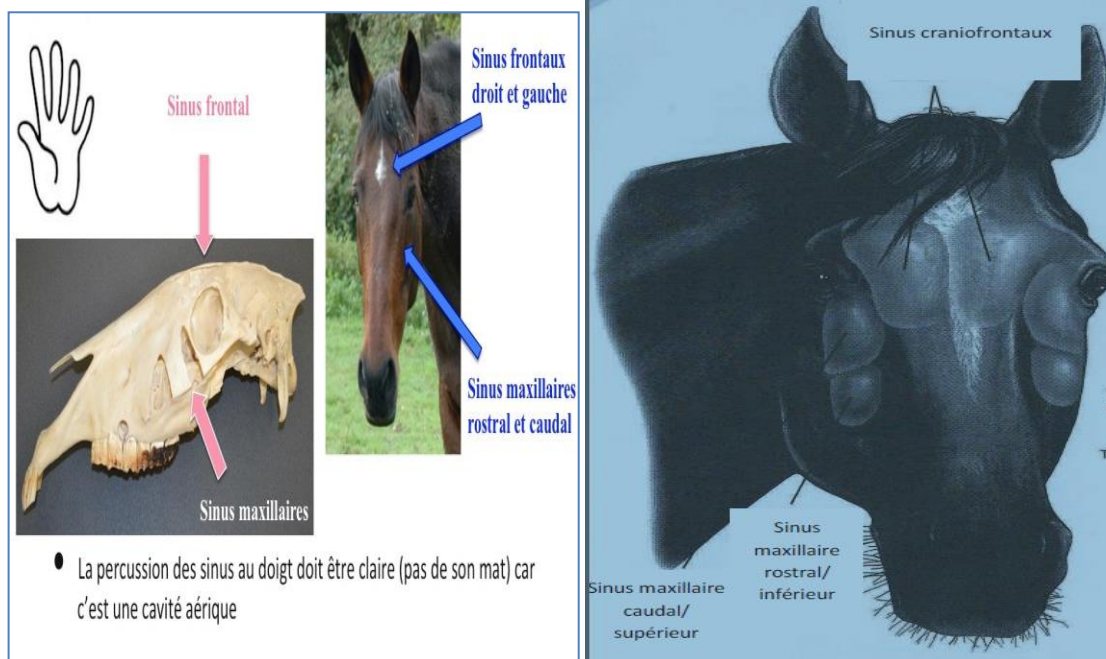 Sinus frontal
Sinus frontaux
droit et gauche
Sinus maxillaires
rostral et caudal
Sinus maxillaires
• La percussion des sinus au doigt doit être claire (pas de son mat) car
c'est une cavité aérique
Sinus craniofrontaux
Sinus
maxillaire
rostral/
inférieur
Sinus maxillaire
caudal/
supérieur
T